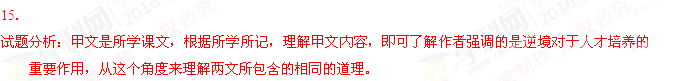 15.
试题分析：甲文是所学课文，根据所学所记，理解甲文内容，即可了解作者强调的是逆境对于人才培养的
重要作用，从这个角度来理解两文所包含的相同的道理。